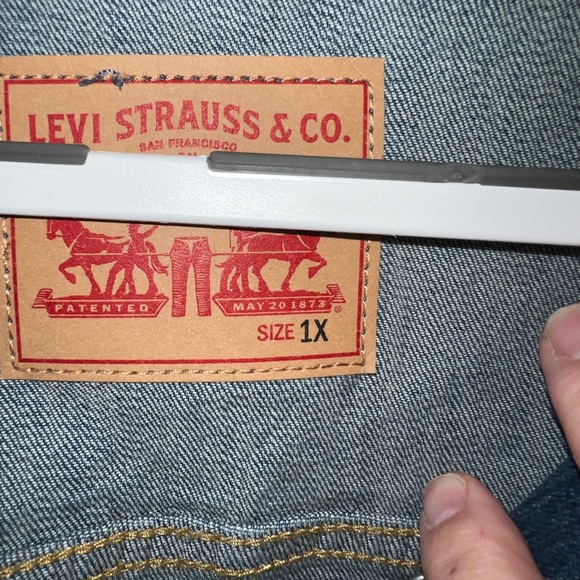 LEVI STRAUSS & CO.
SAN FRANCISCO
PATENTED MAY 20 1873 ®
SIZE 1X